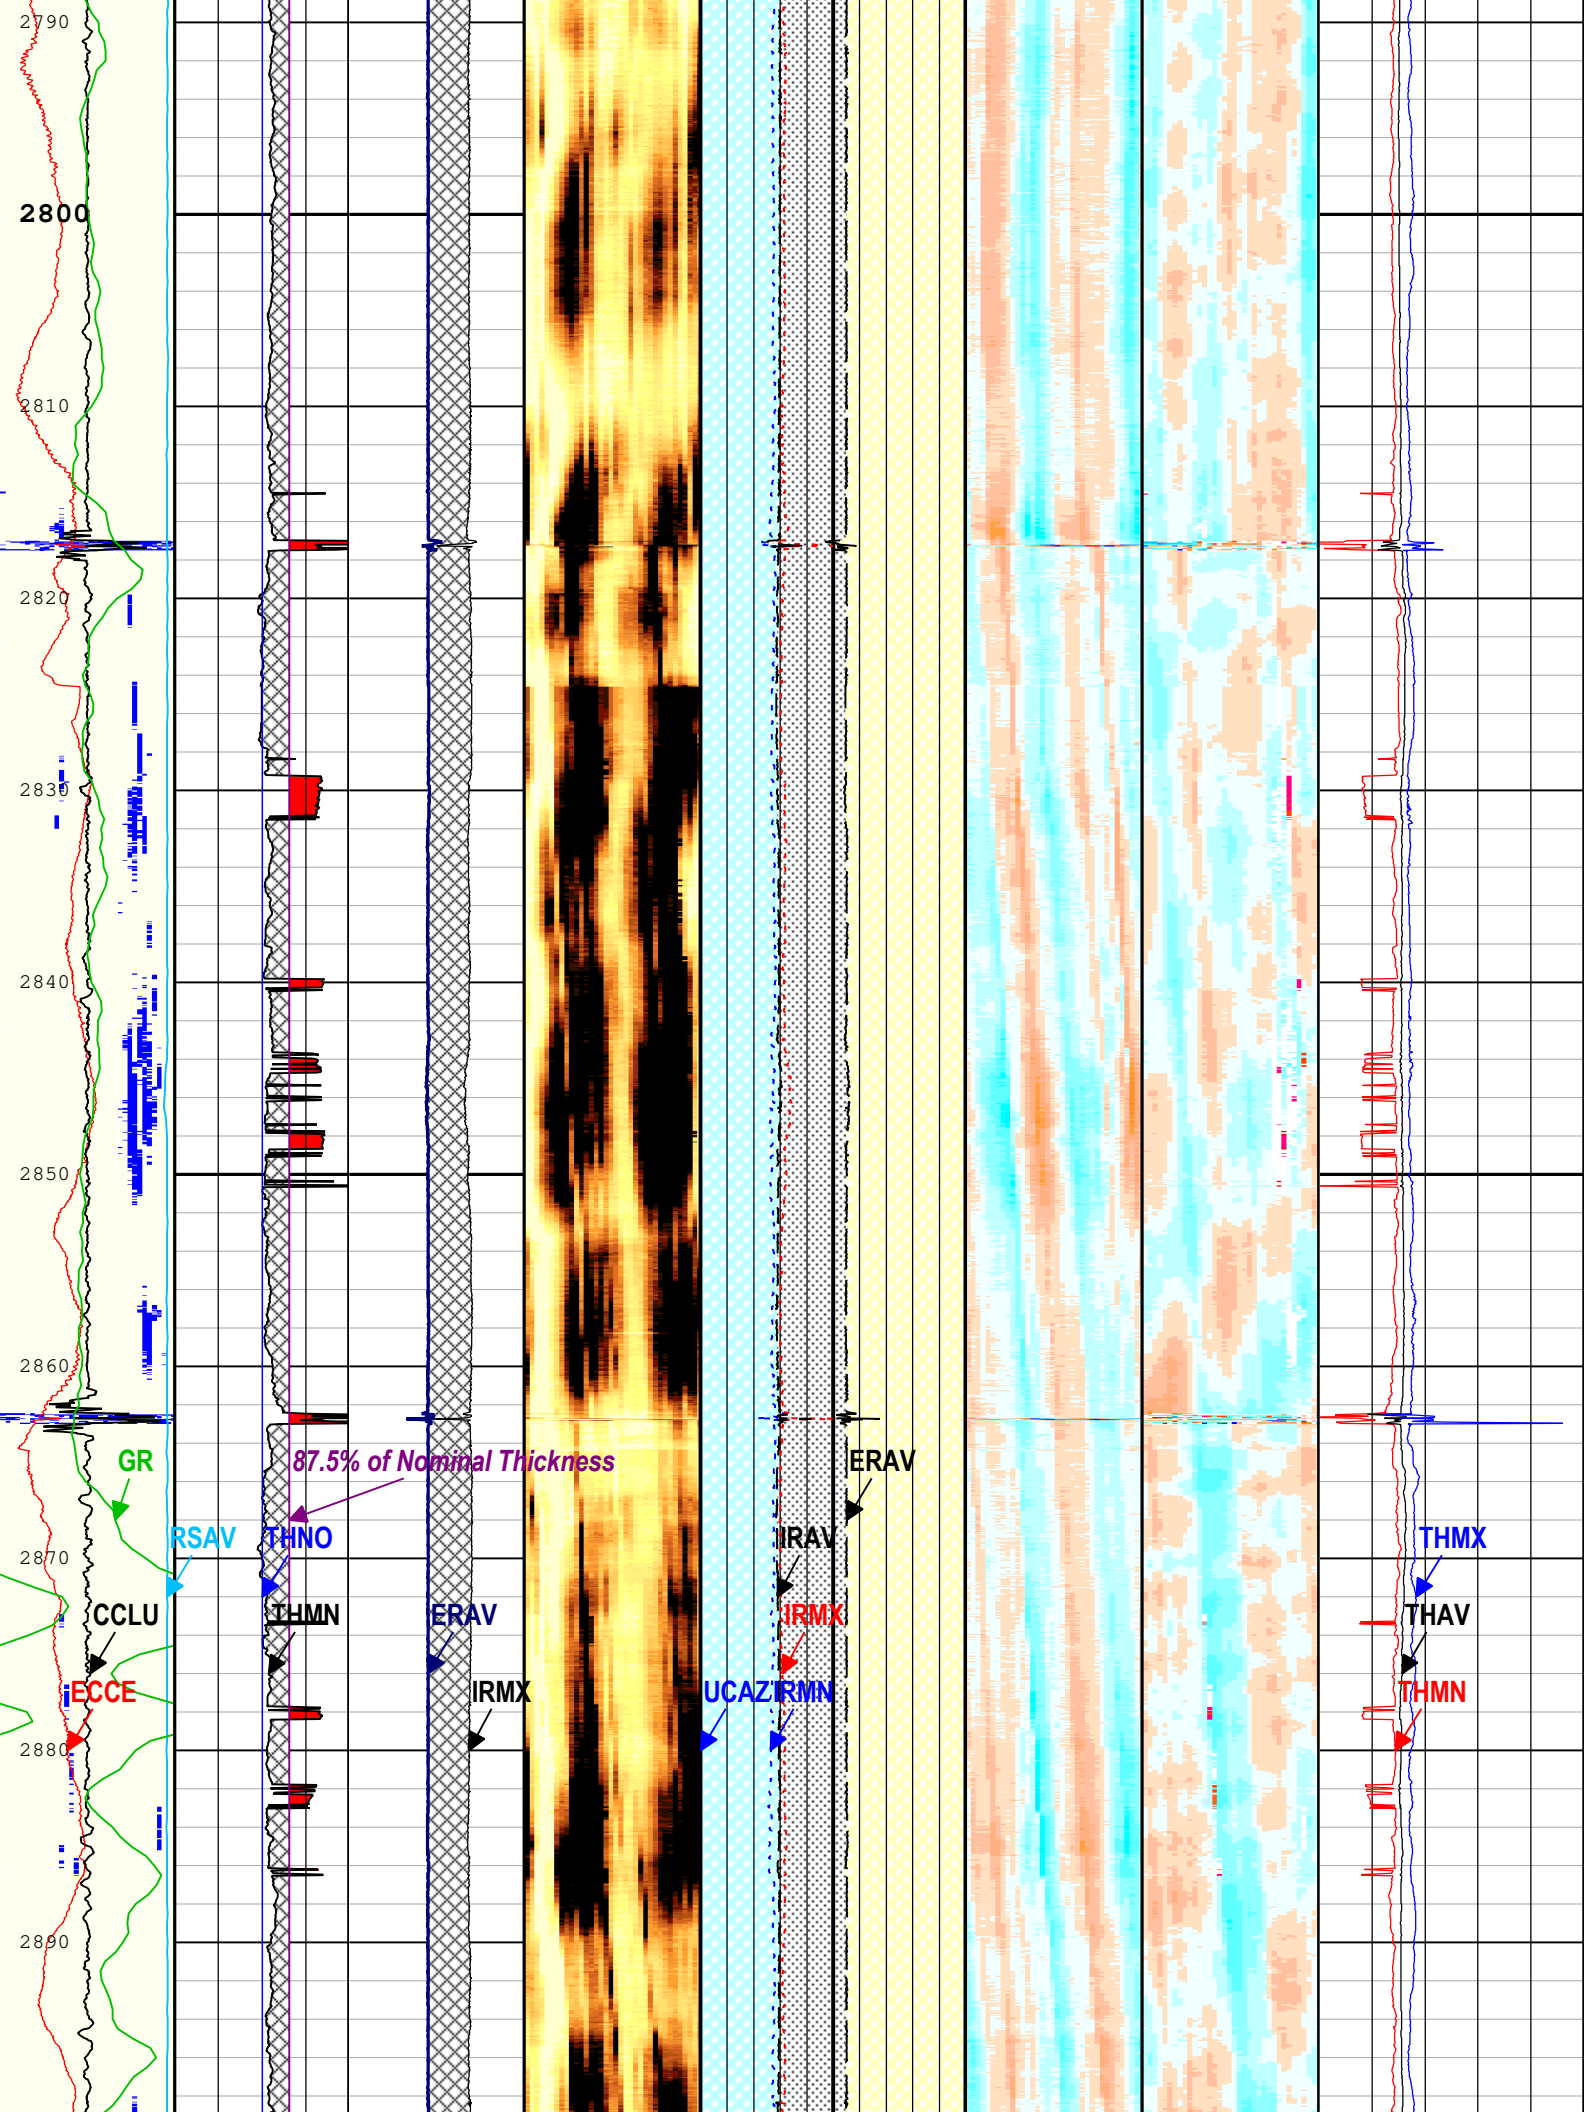 2790
2800
2810
2820
2830
2840
2850
2860
GR
87.5% of Nominal Thickness
ERAV
RSAV
THNO
IRAV
THMX
2870
CCLU
THMN
ERAV
IRMX
THAV
ECCE
IRMX
UCAZ
IRMN
THMN
2880
2890